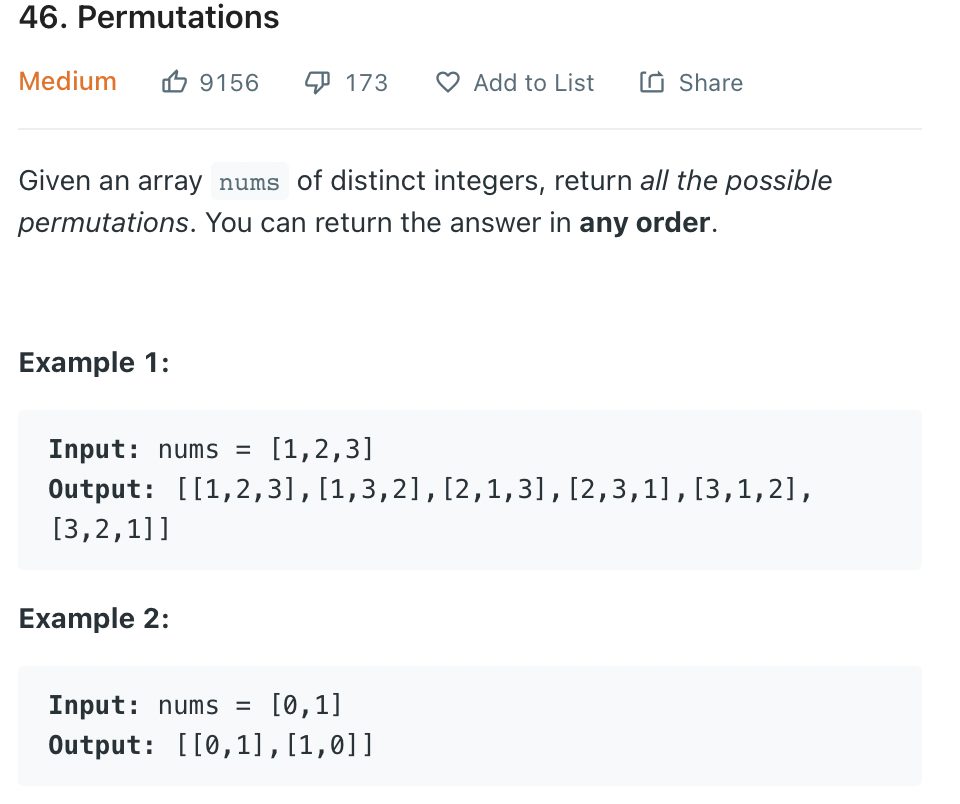 46. Permutations
Medium 9156 173 Add to List Share
Given an array nums of distinct integers, return all the possible
permutations. You can return the answer in any order.
Example 1:
Input: nums = [1,2,3]
Output: [[1,2,3],[1,3,2],[2,1,3],[2,3,1],[3,1,2],
[3,2,1]]
Example 2:
Input: nums = [0,1]
Output: [[0,1],[1,0]]